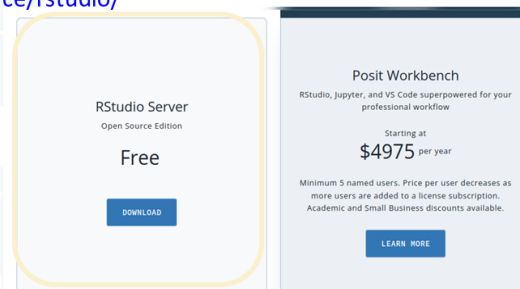 ce/rstudio/
RStudio Server
Open Source Edition
Free
DOWNLOAD
Posit Workbench
RStudio, Jupyter, and VS Code superpowered for your
professional workflow
Starting at
$4975 per year
Minimum 5 named users. Price per user decreases as
more users are added to a license subscription.
Academic and Small Business discounts available.
LEARN MORE